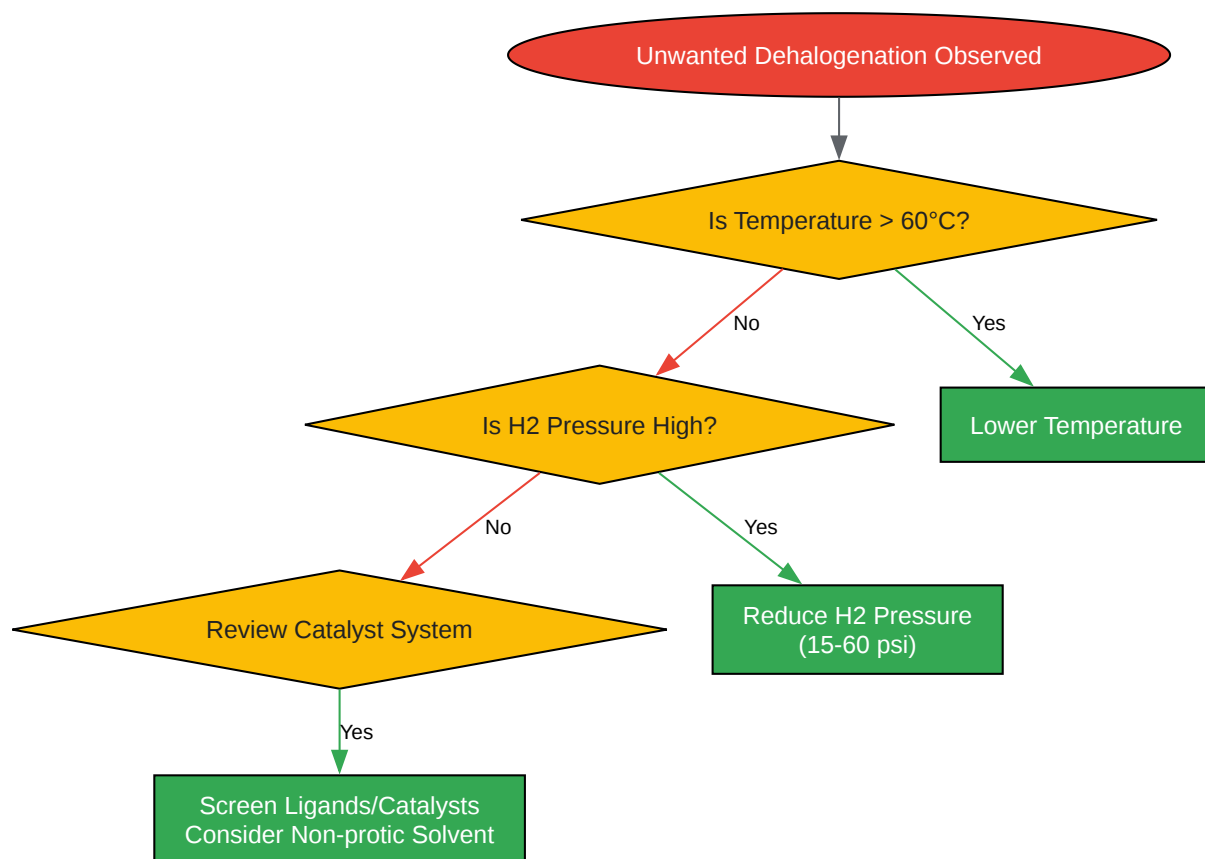 Unwanted Dehalogenation Observed
Is Temperature > 60°C?
No
Yes
Is H2 Pressure High?
Lower Temperature
No
Yes
Review Catalyst System
Reduce H2 Pressure
(15-60 psi)
Yes
Screen Ligands/Catalysts
Consider Non-protic Solvent